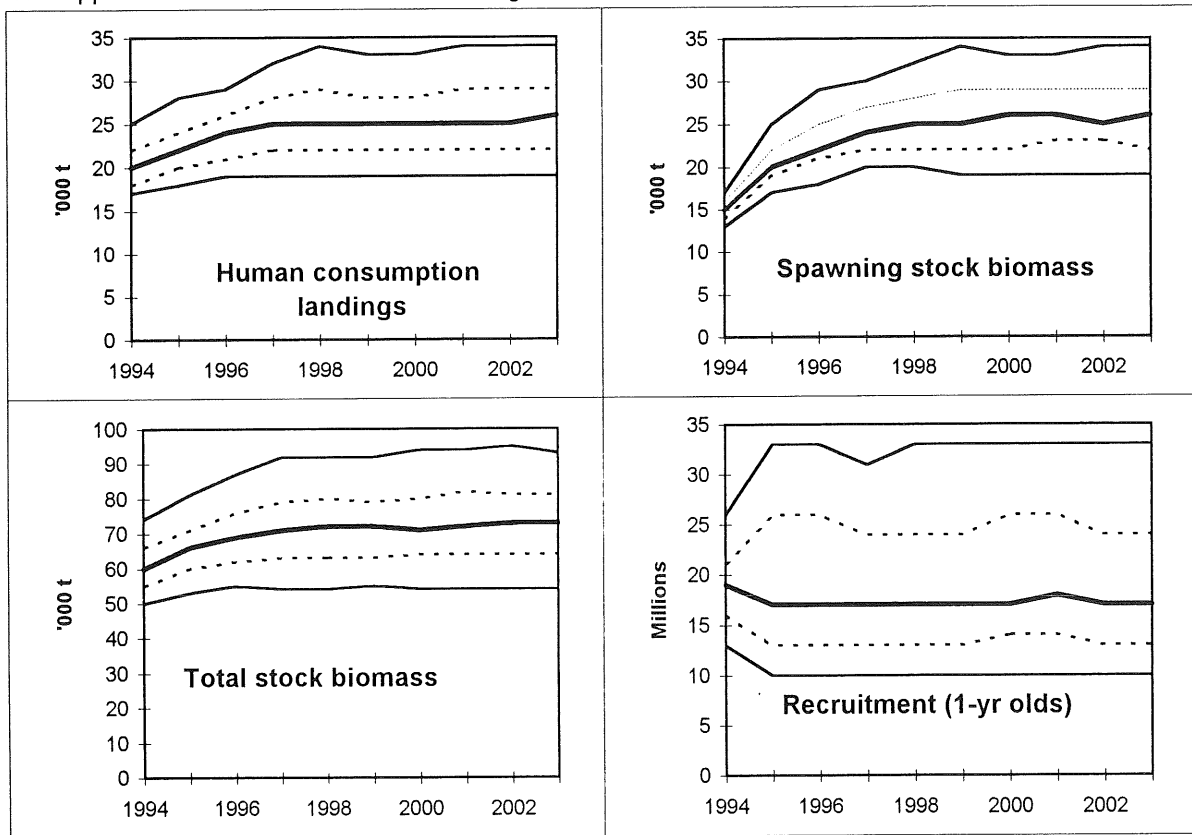 35
30
25
20
15
10
5
0
'000 t
Human consumption
landings
1994 1996 1998 2000 2002
35
30
25
20
15
10
5
0
'000 t
Spawning stock biomass
1994 1996 1998 2000 2002
100
90
80
70
60
50
40
30
20
10
0
'000 t
Total stock biomass
1994 1996 1998 2000 2002
35
30
25
20
15
10
5
0
Millions
Recruitment (1-yr olds)
1994 1996 1998 2000 2002